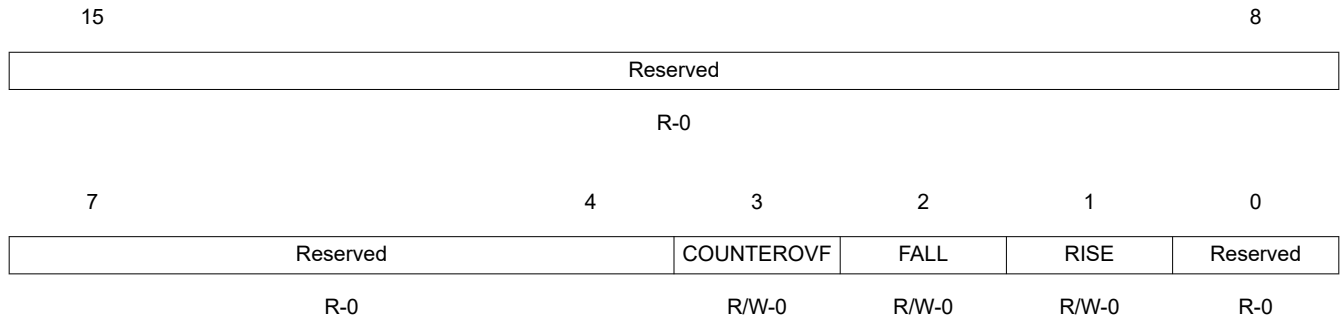 15 8
Reserved
R-0
7 4 3 2 1 0
Reserved COUNTEROVF FALL RISE Reserved
R-0 R/W-0 R/W-0 R/W-0 R-0